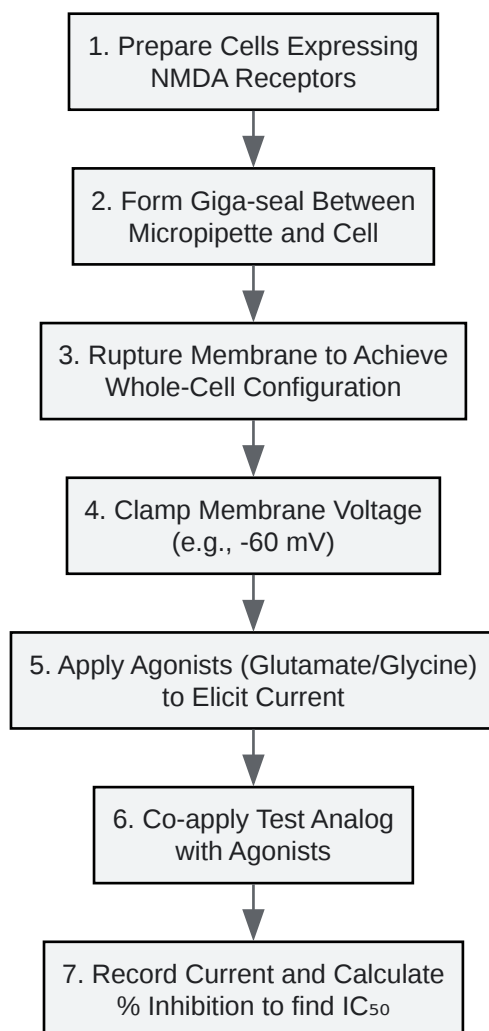 1. Prepare Cells Expressing
NMDA Receptors
2. Form Giga-seal Between
Micropipette and Cell
3. Rupture Membrane to Achieve
Whole-Cell Configuration
4. Clamp Membrane Voltage
(e.g., -60 mV)
5. Apply Agonists (Glutamate/Glycine)
to Elicit Current
6. Co-apply Test Analog
with Agonists
7. Record Current and Calculate
% Inhibition to find IC₅₀